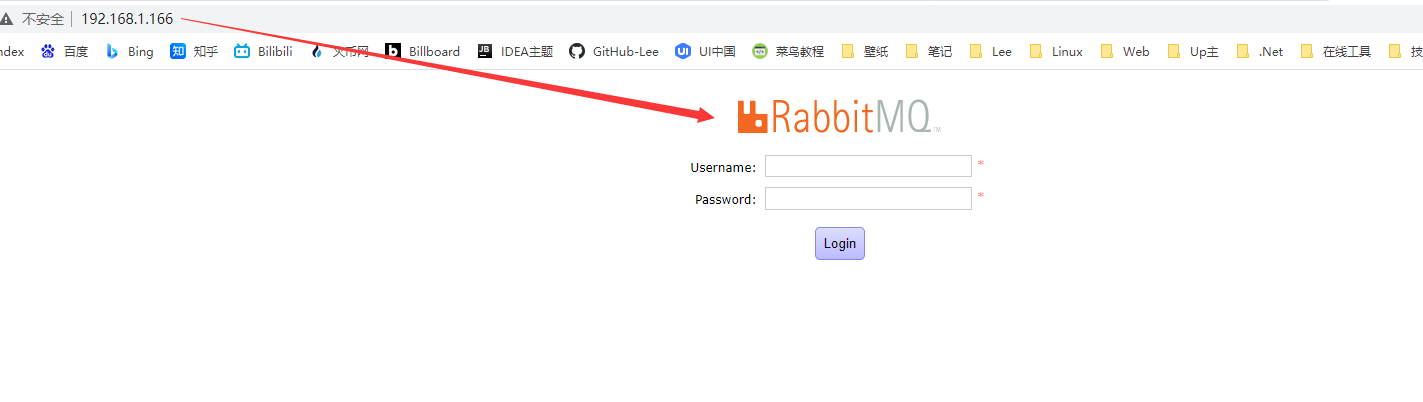 不安全 | 192.168.1.166
ndex 百度 Bing 知乎 Bilibili 火币网 Billboard IDEA主题 GitHub-Lee UI中国 菜鸟教程 壁纸 笔记 Lee Linux Web Up主 .Net 在线工具 技
RabbitMQ™
Username: *
Password: *
Login